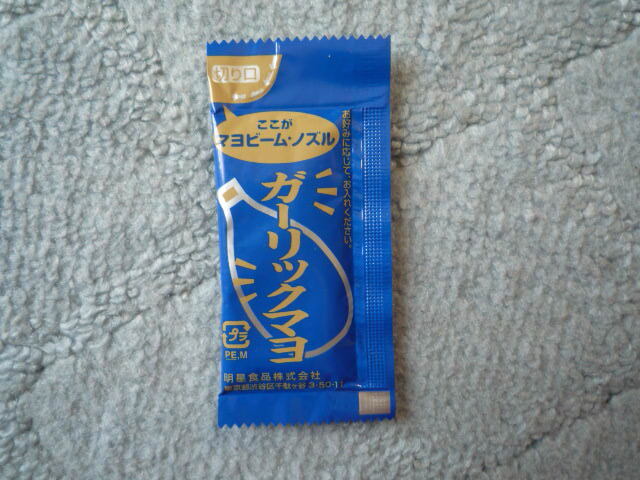 切り口
ここが
マヨビーム・ノズル
お好みに応じて、お入れください。
ガーリックマヨ
プラ
PE,M
明星食品株式会社
東京都渋谷区千駄ヶ谷3-50-11